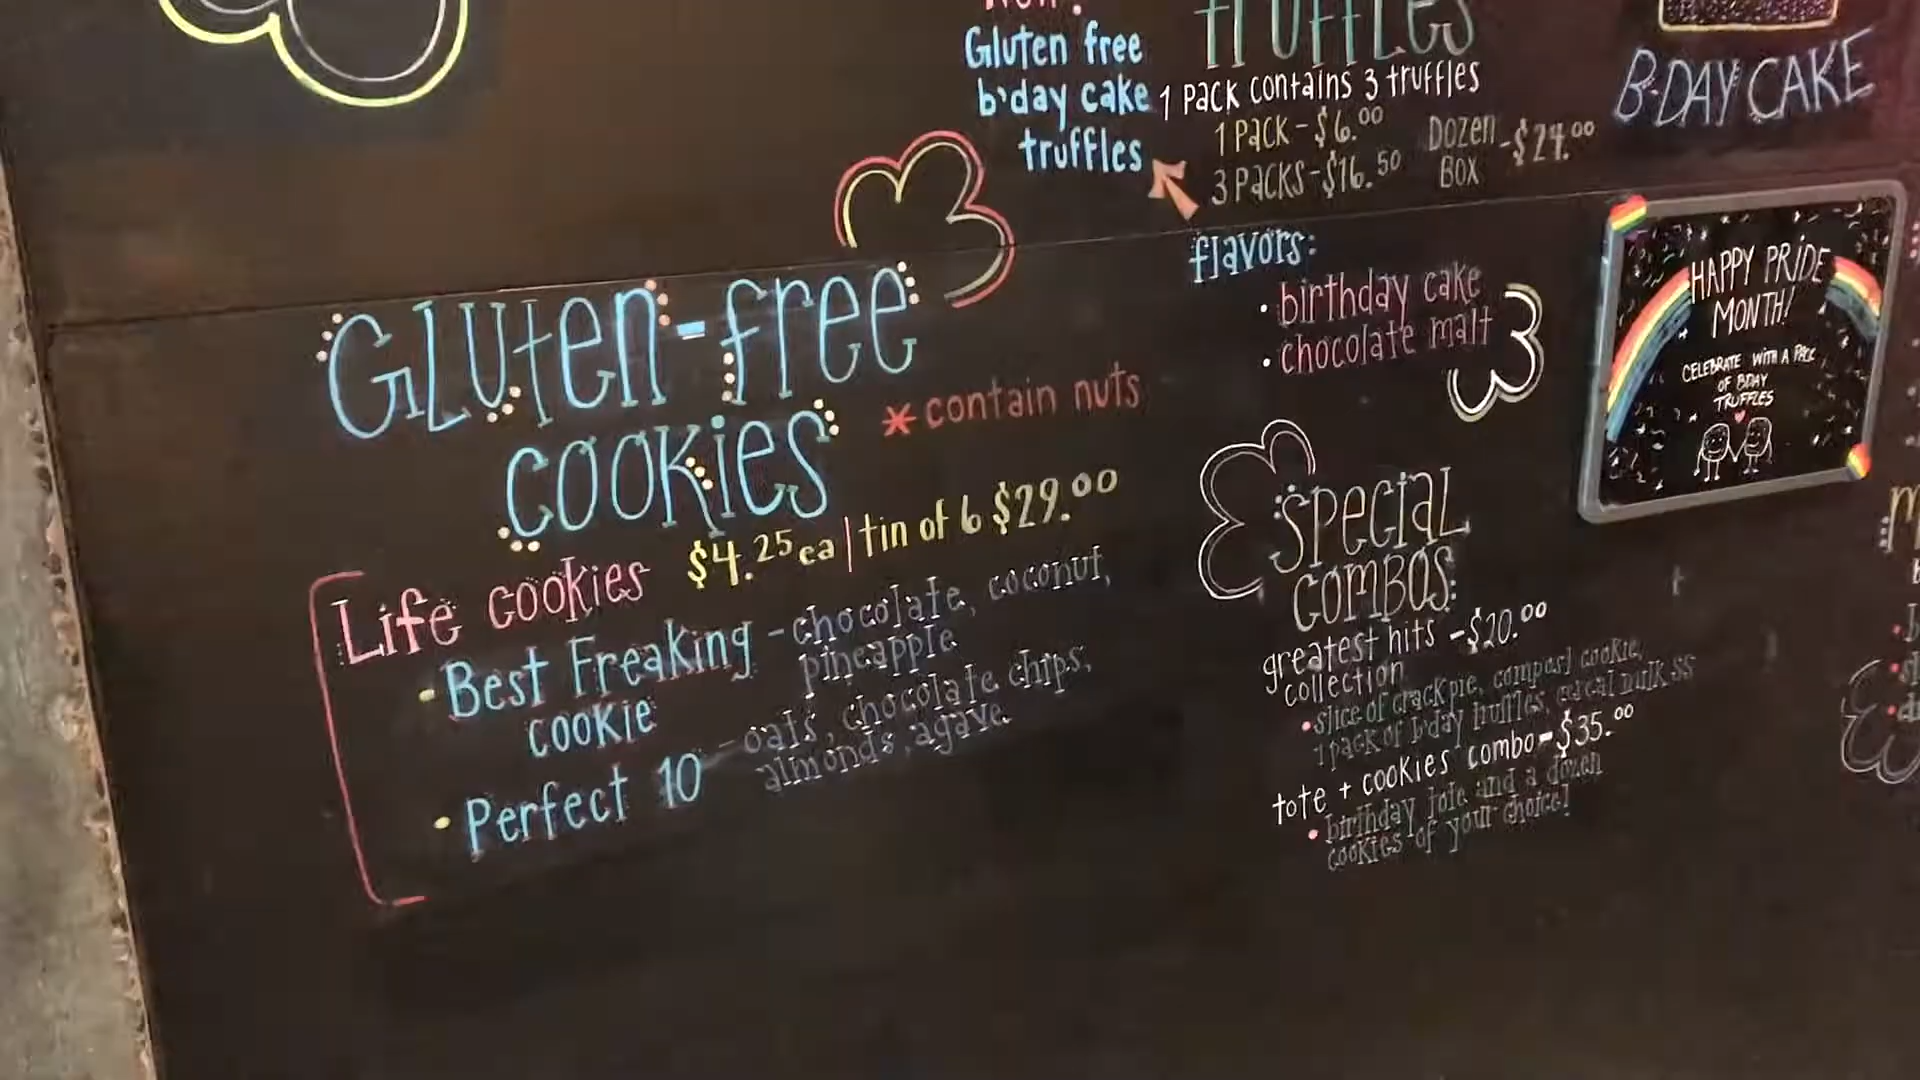 Gluten free
b'day cake
truffles
truffles
1 pack contains 3 truffles
1 pack - $6.00
3 packs - $16.50
Dozen
Box
flavors:
• birthday cake
• chocolate malt
B-DAY CAKE
HAPPY PRIDE
MONTH!
CELEBRATE WITH A PACK
OF BDAY
TRUFFLES
Gluten-free
cookies
* contain nuts
$4.25 ea | tin of 6 $29.00
Life cookies
• Best Freaking - chocolate, coconut,
cookie pineapple
• Perfect 10 - oats, chocolate chips,
almonds, agave
Special
combos:
greatest hits - $20.00
collection
• slice of crack pie, compost cookie,
1 pack of b'day truffles, cereal milk ss
tote + cookies combo - $35.00
• birthday tote and a dozen
cookies of your choice!